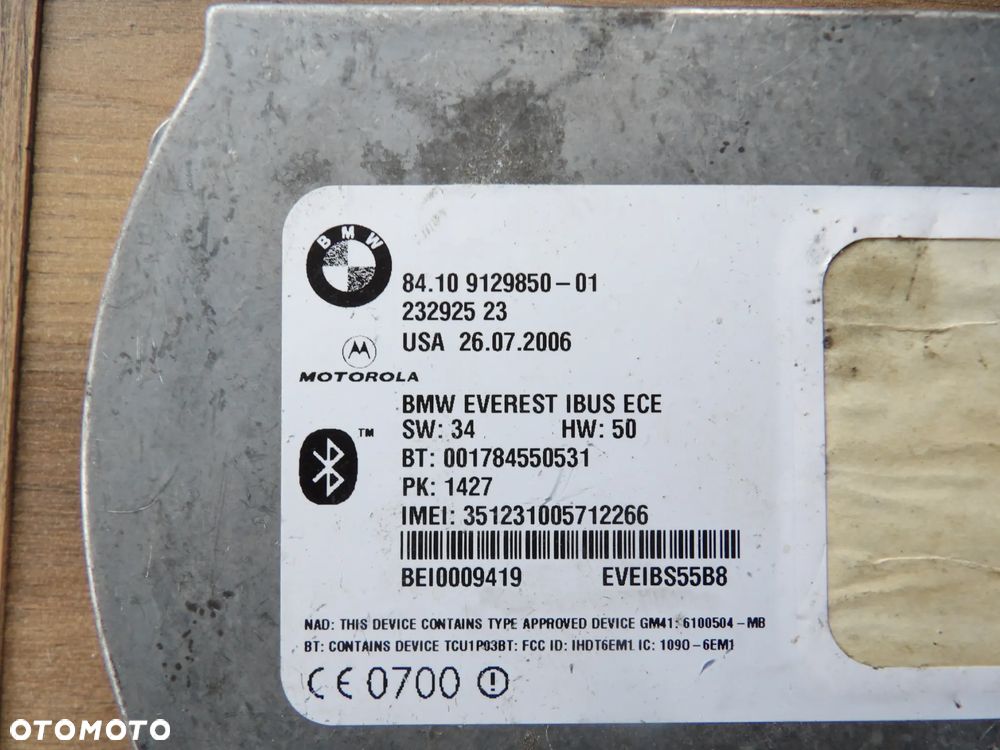 BMW
84.10 9129850-01
232925 23
USA 26.07.2006
MOTOROLA
BMW EVEREST IBUS ECE
SW: 34 HW: 50
TM
BT: 001784550531
PK: 1427
IMEI: 351231005712266
BEI0009419 EVEIBS55B8
NAD: THIS DEVICE CONTAINS TYPE APPROVED DEVICE GM41: 6100504-MB
BT: CONTAINS DEVICE TCU1P03BT: FCC ID: IHDT6EM1 IC: 1090-6EM1
CE 0700
OTOMOTO